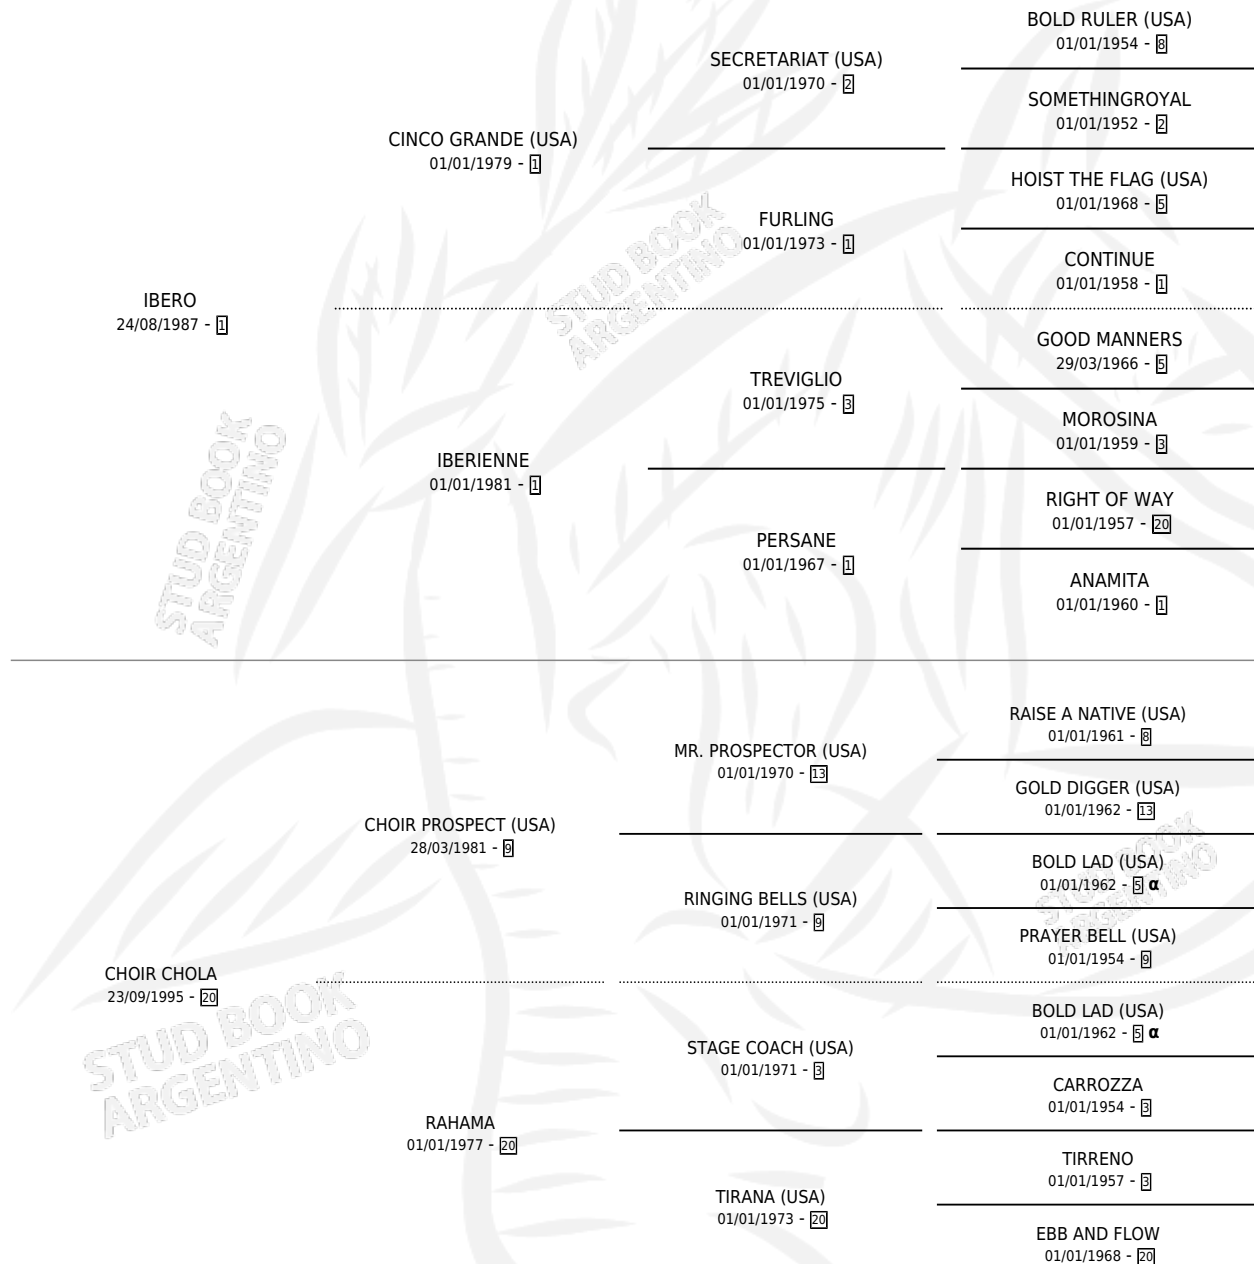 BOLD RULER (USA)
01/01/1954 - 8
SECRETARIAT (USA)
01/01/1970 - 2
SOMETHINGROYAL
01/01/1952 - 2
CINCO GRANDE (USA)
01/01/1979 - 1
HOIST THE FLAG (USA)
01/01/1968 - 5
FURLING
01/01/1973 - 1
CONTINUE
01/01/1958 - 1
IBERO
24/08/1987 - 1
STUD BOOK
ARGENTINO
GOOD MANNERS
29/03/1966 - 5
TREVIGLIO
01/01/1975 - 3
MOROSINA
01/01/1959 - 3
IBERIENNE
01/01/1981 - 1
STUD BOOK
ARGENTINO
RIGHT OF WAY
01/01/1957 - 20
PERSANE
01/01/1967 - 1
ANAMITA
01/01/1960 - 1
RAISE A NATIVE (USA)
01/01/1961 - 8
MR. PROSPECTOR (USA)
01/01/1970 - 13
GOLD DIGGER (USA)
01/01/1962 - 13
CHOIR PROSPECT (USA)
28/03/1981 - 9
BOLD LAD (USA)
01/01/1962 - 5 α
STUD BOOK
ARGENTINO
RINGING BELLS (USA)
01/01/1971 - 9
PRAYER BELL (USA)
01/01/1954 - 9
CHOIR CHOLA
23/09/1995 - 20
STUD BOOK
ARGENTINO
BOLD LAD (USA)
01/01/1962 - 5 α
STAGE COACH (USA)
01/01/1971 - 3
CARROZZA
01/01/1954 - 3
RAHAMA
01/01/1977 - 20
TIRRENO
01/01/1957 - 3
TIRANA (USA)
01/01/1973 - 20
EBB AND FLOW
01/01/1968 - 20